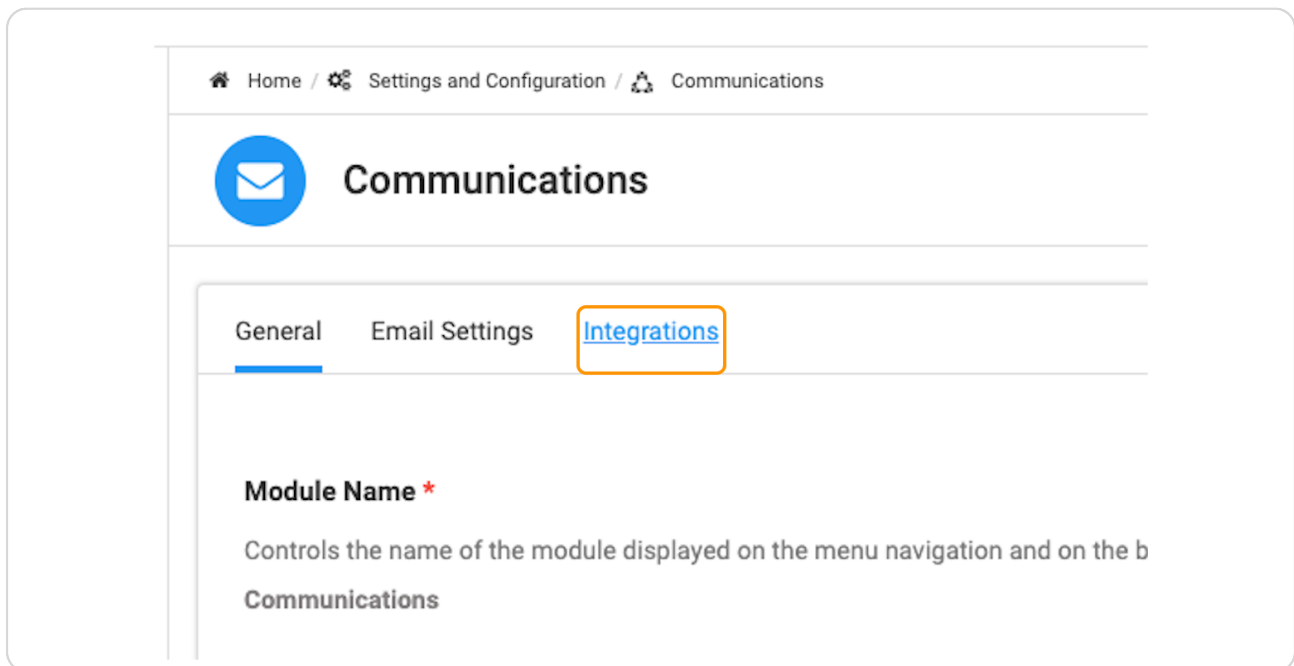 Home / Settings and Configuration / Communications
Communications
General Email Settings Integrations
Module Name *
Controls the name of the module displayed on the menu navigation and on the
Communications